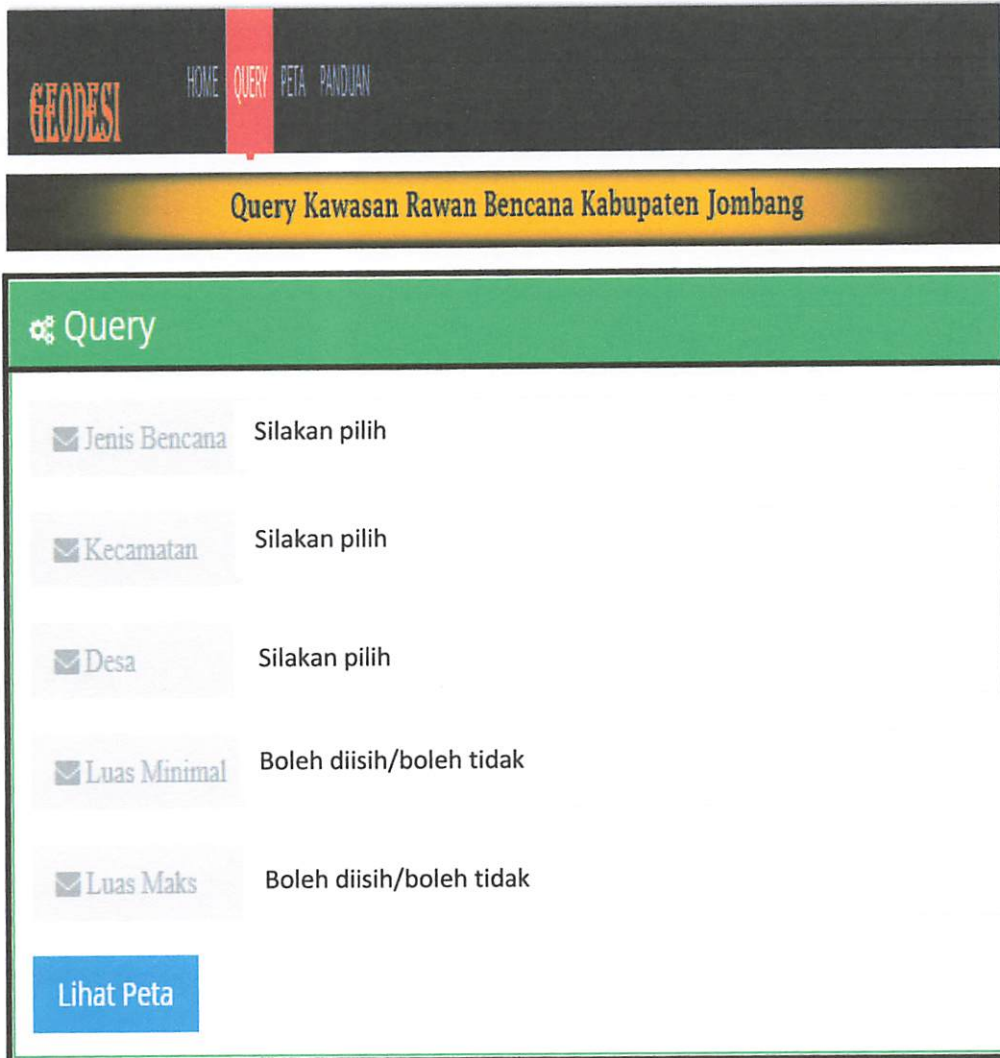 GEODESI
HOME QUERY PETA PANDUAN
Query Kawasan Rawan Bencana Kabupaten Jombang
Query
Jenis Bencana Silakan pilih
Kecamatan Silakan pilih
Desa Silakan pilih
Luas Minimal Boleh diisih/boleh tidak
Luas Maks Boleh diisih/boleh tidak
Lihat Peta